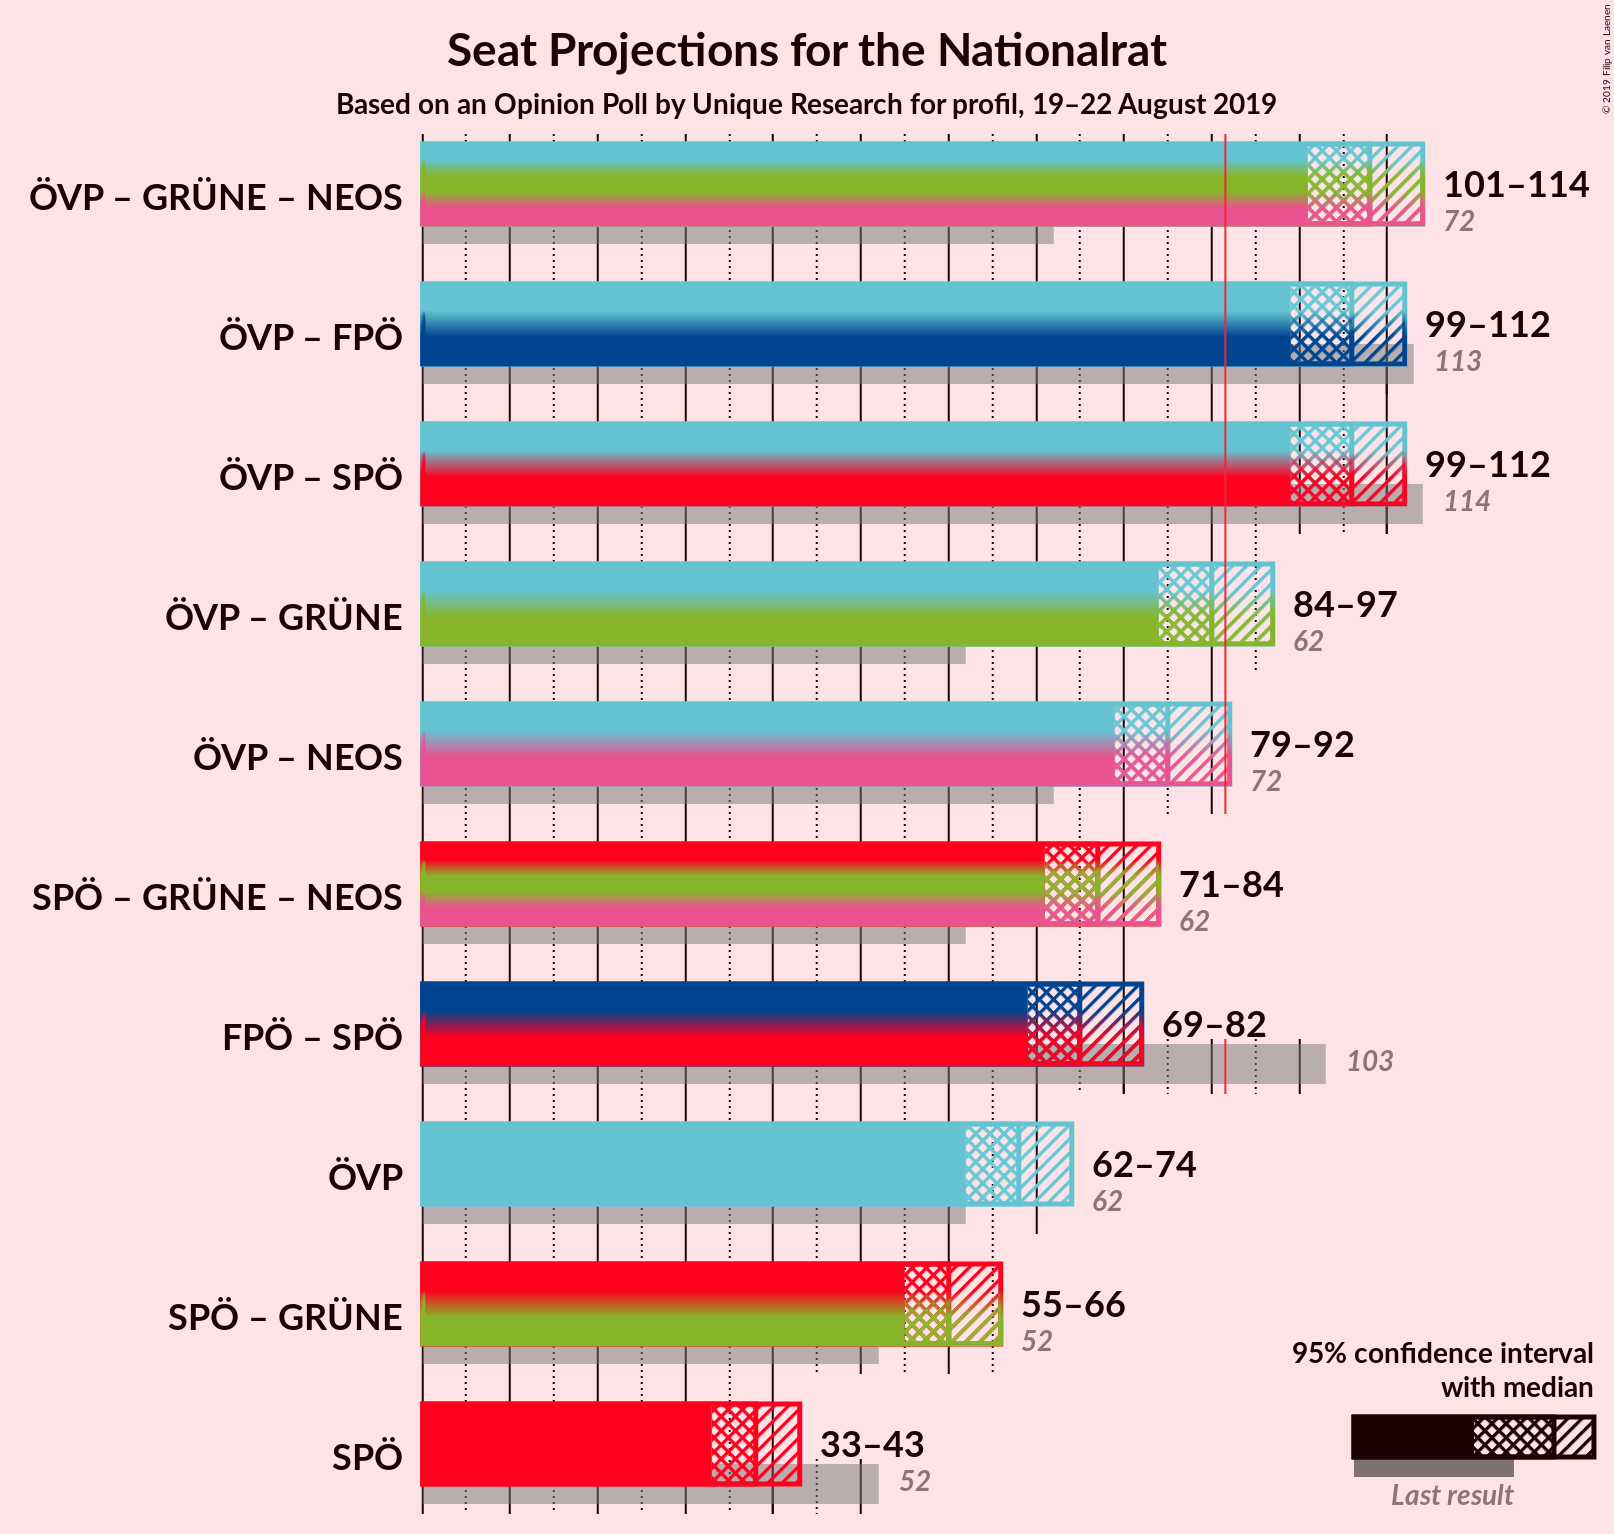 Seat Projections for the Nationalrat
Based on an Opinion Poll by Unique Research for profil, 19–22 August 2019
© 2019 Filip van Laenen
ÖVP – GRÜNE – NEOS
101–114
72
ÖVP – FPÖ
99–112
113
ÖVP – SPÖ
99–112
114
ÖVP – GRÜNE
84–97
62
ÖVP – NEOS
79–92
72
SPÖ – GRÜNE – NEOS
71–84
62
FPÖ – SPÖ
69–82
103
ÖVP
62–74
62
SPÖ – GRÜNE
55–66
52
SPÖ
33–43
52
95% confidence interval
with median
Last result